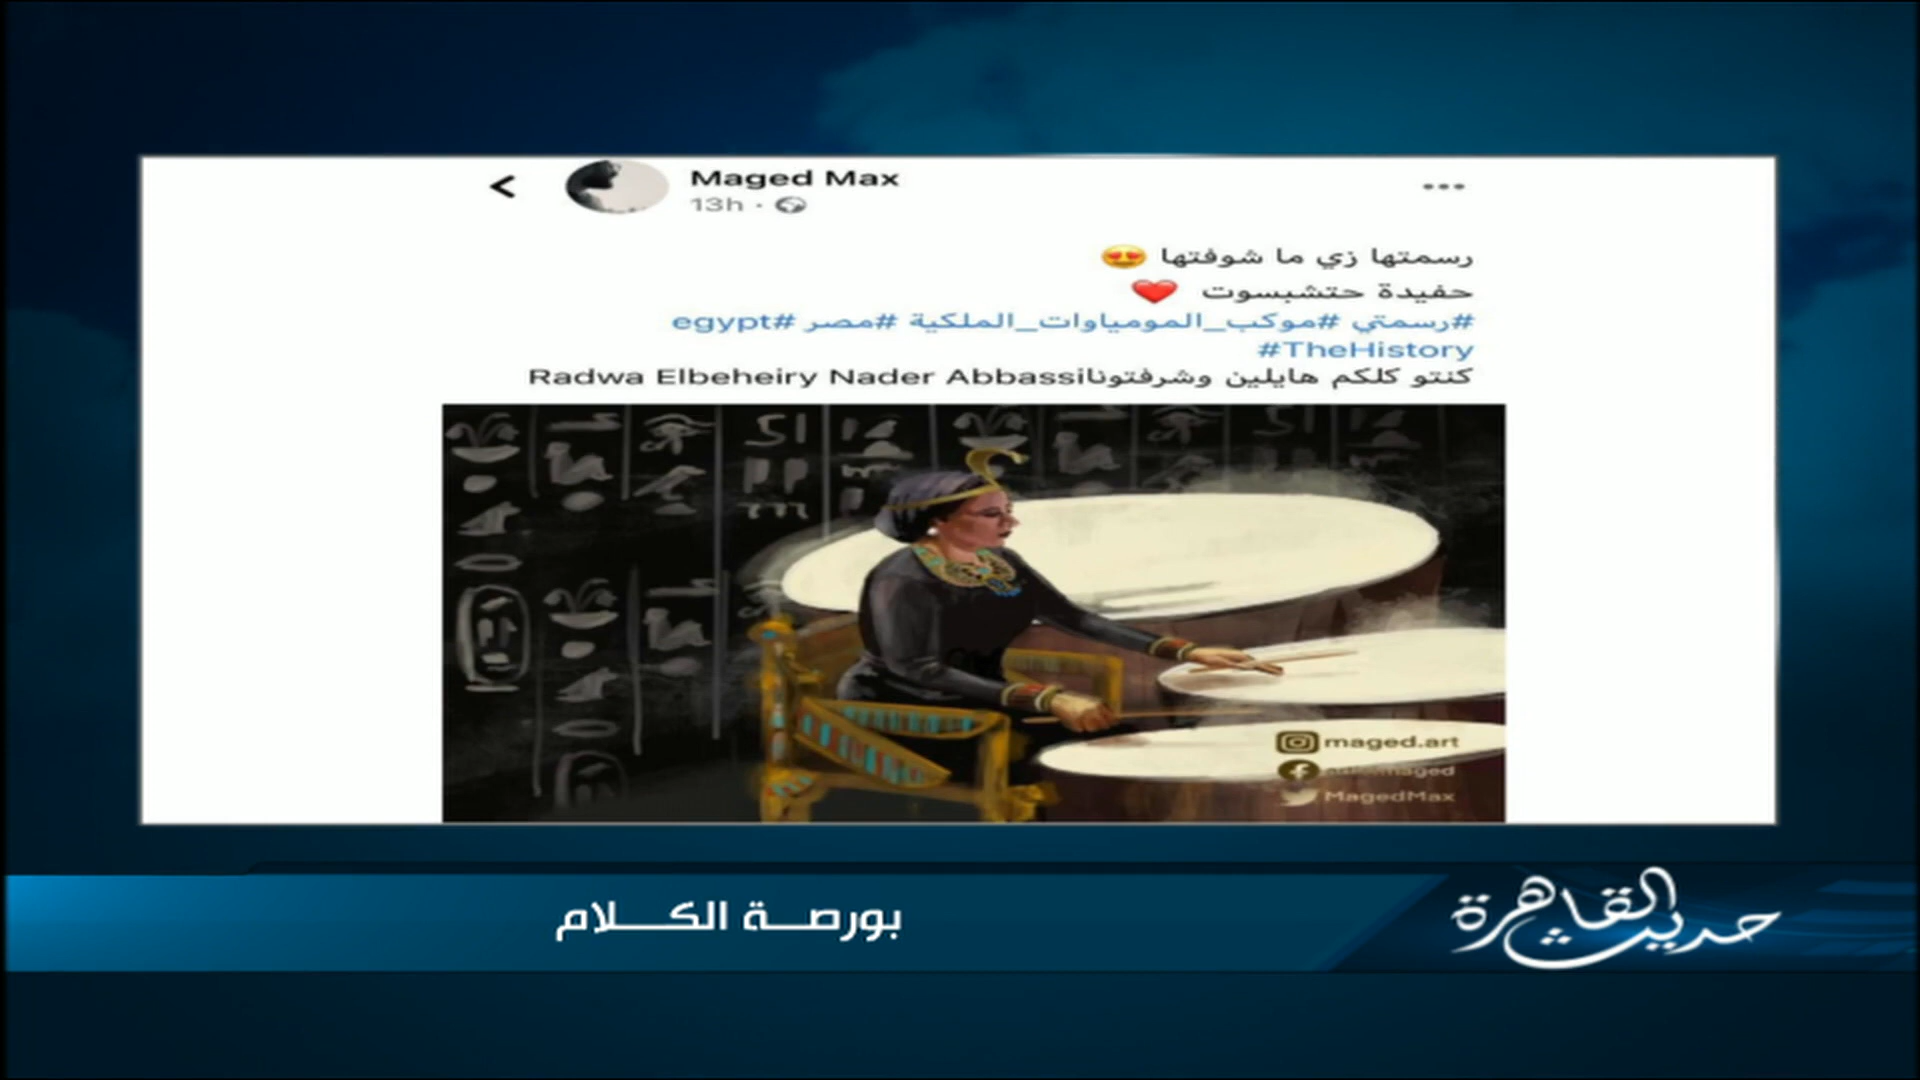 Maged Max
13h
رسمتها زي ما شوفتها 😍
حفيدة حتشبسوت ❤️
#رسمتي #موكب_المومياوات_الملكية #مصر #egypt
#TheHistory
كنتو كلكم هايلين وشرفتوناRadwa Elbeheiry Nader Abbassi
maged.art
MagedMax
بورصة الكلام
حديث القاهرة